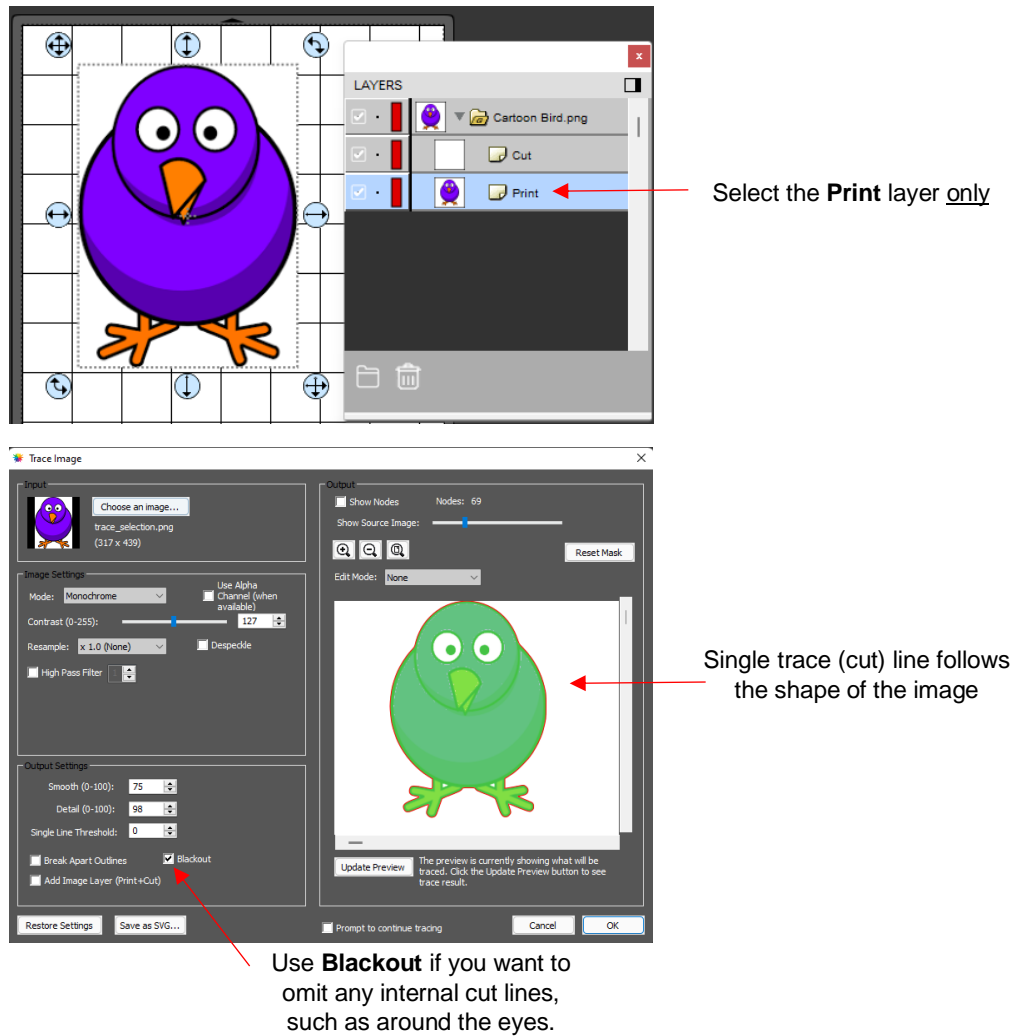 x
LAYERS
Cartoon Bird.png
Cut
Print
Select the Print layer only
Trace Image
Input
Choose an image...
trace_selection.png
(317 x 439)
Image Settings
Mode: Monochrome
Use Alpha
Channel (when
available)
Contrast (0-255): 127
Resample: x 1.0 (None)
Despeckle
High Pass Filter
Output Settings
Smooth (0-100): 75
Detail (0-100): 98
Single Line Threshold: 0
Break Apart Outlines
Blackout
Add Image Layer (Print+Cut)
Restore Settings
Save as SVG...
Output
Show Nodes
Nodes: 69
Show Source Image:
Reset Mask
Edit Mode: None
Update Preview
The preview is currently showing what will be
traced. Click the Update Preview button to see
trace result.
Prompt to continue tracing
Cancel
OK
Single trace (cut) line follows
the shape of the image
Use Blackout if you want to
omit any internal cut lines,
such as around the eyes.